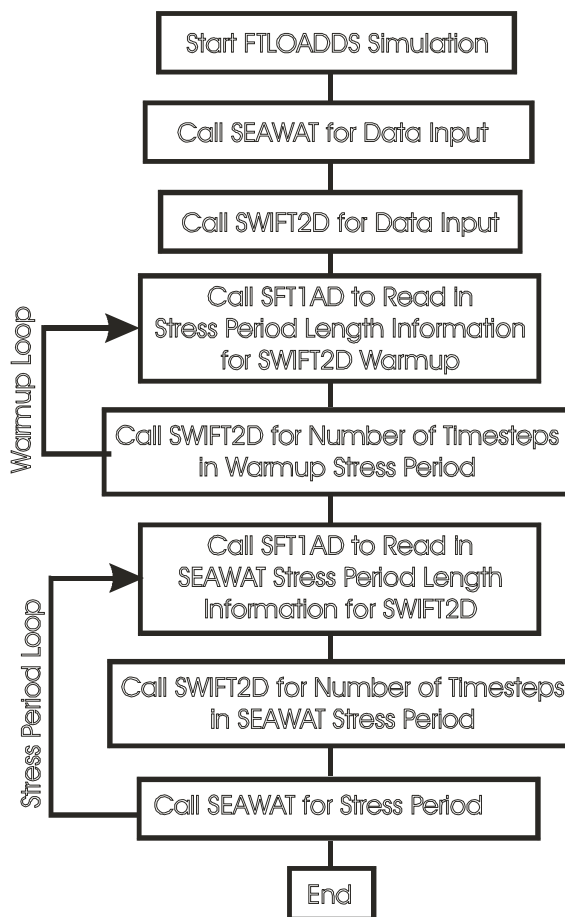 Start FTLOADDS Simulation
Call SEAWAT for Data Input
Call SWIFT2D for Data Input
Call SFT1AD to Read in
Stress Period Length Information
for SWIFT2D Warmup
Warmup Loop
Call SWIFT2D for Number of Timesteps
in Warmup Stress Period
Call SFT1AD to Read in
SEAWAT Stress Period Length
Information for SWIFT2D
Stress Period Loop
Call SWIFT2D for Number of Timesteps
in SEAWAT Stress Period
Call SEAWAT for Stress Period
End